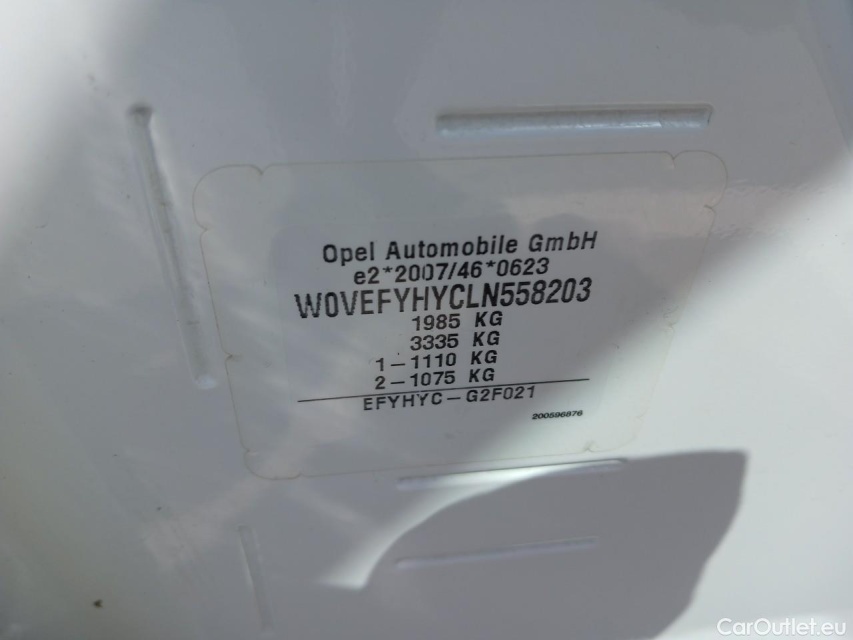 Opel Automobile GmbH
e2*2007/46*0623
W0VEFYHYCLN558203
1985 KG
3335 KG
1-1110 KG
2-1075 KG
EFYHYC-G2F021
200596876
CarOutlet.eu